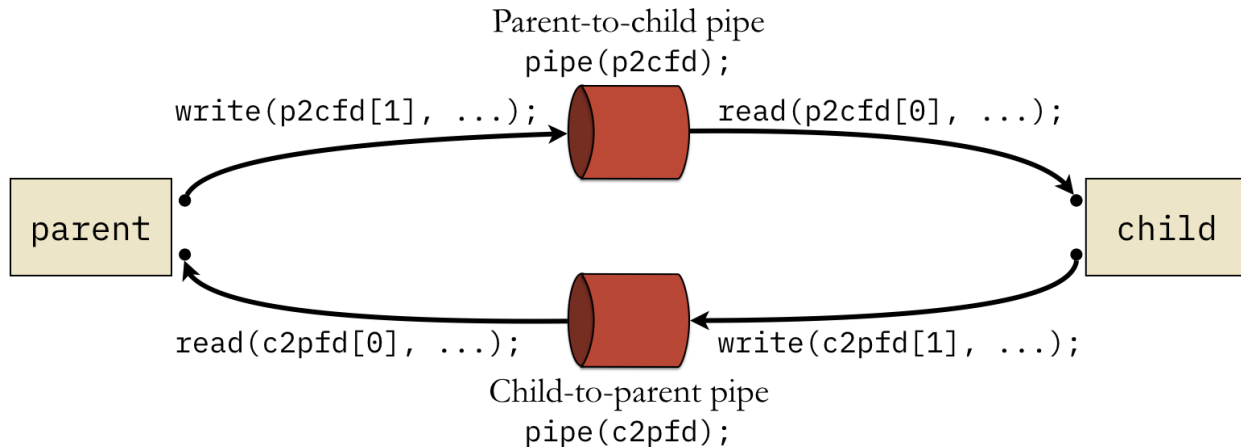 Parent-to-child pipe
pipe(p2cfd);
write(p2cfd[1], ...);
read(p2cfd[0], ...);
parent
child
read(c2pfd[0], ...);
write(c2pfd[1], ...);
Child-to-parent pipe
pipe(c2pfd);